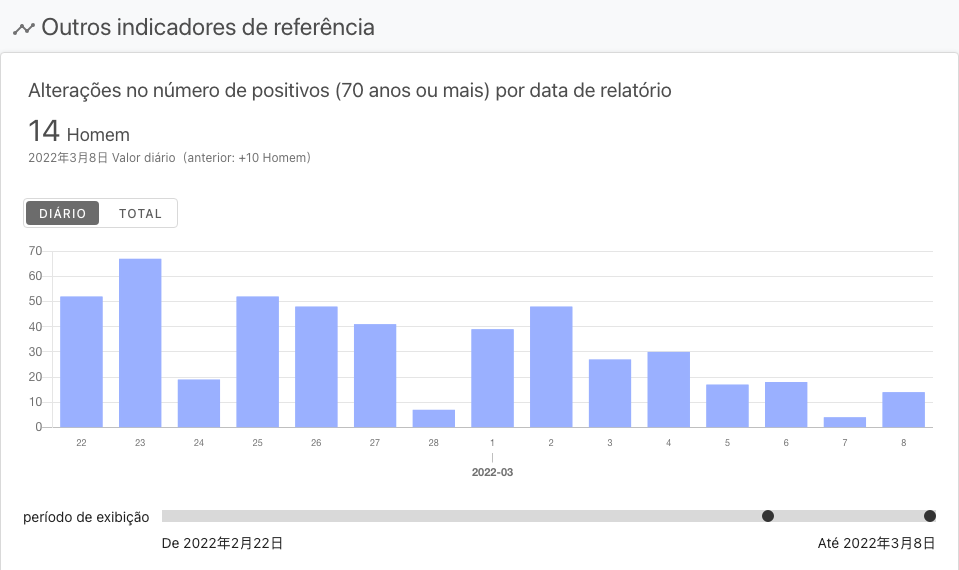 Outros indicadores de referência
Alterações no número de positivos (70 anos ou mais) por data de relatório
14 Homem
2022年3月8日 Valor diário (anterior: +10 Homem)
DIÁRIO TOTAL
70
60
50
40
30
20
10
0
22 23 24 25 26 27 28 1 2 3 4 5 6 7 8
2022-03
período de exibição
De 2022年2月22日 Até 2022年3月8日